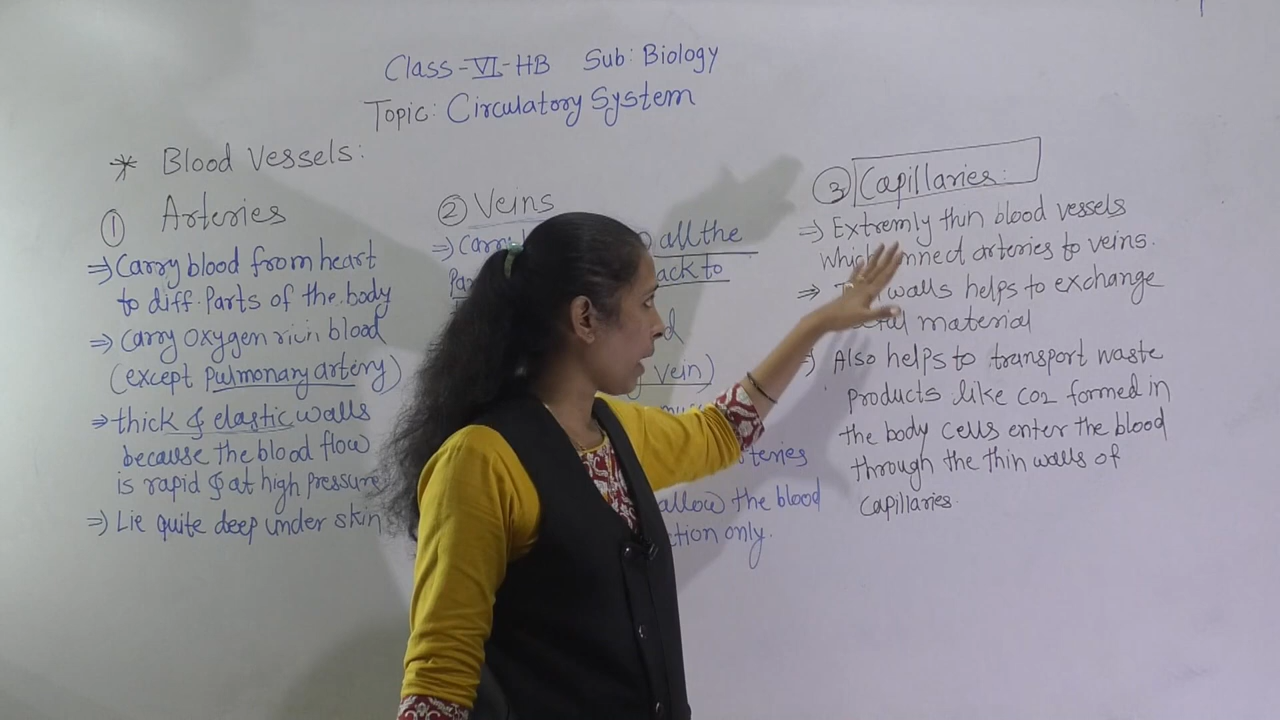 Class-VI-HB Sub: Biology
Topic: Circulatory System
* Blood Vessels:
① Arteries
⇒ Carry blood from heart
to diff. Parts of the body
⇒ Carry oxygen rich blood
(except Pulmonary artery)
⇒ thick & elastic walls
because the blood flow
is rapid & at high Pressure
⇒ Lie quite deep under skin
② Veins
⇒ Carry all the
back to
vein)
allow the blood
only.
③ Capillaries:
⇒ Extremly thin blood vessels
which connect arteries to veins.
⇒ walls helps to exchange
material
⇒ Also helps to transport waste
products like CO2 formed in
the body cells enter the blood
through the thin walls of
capillaries.